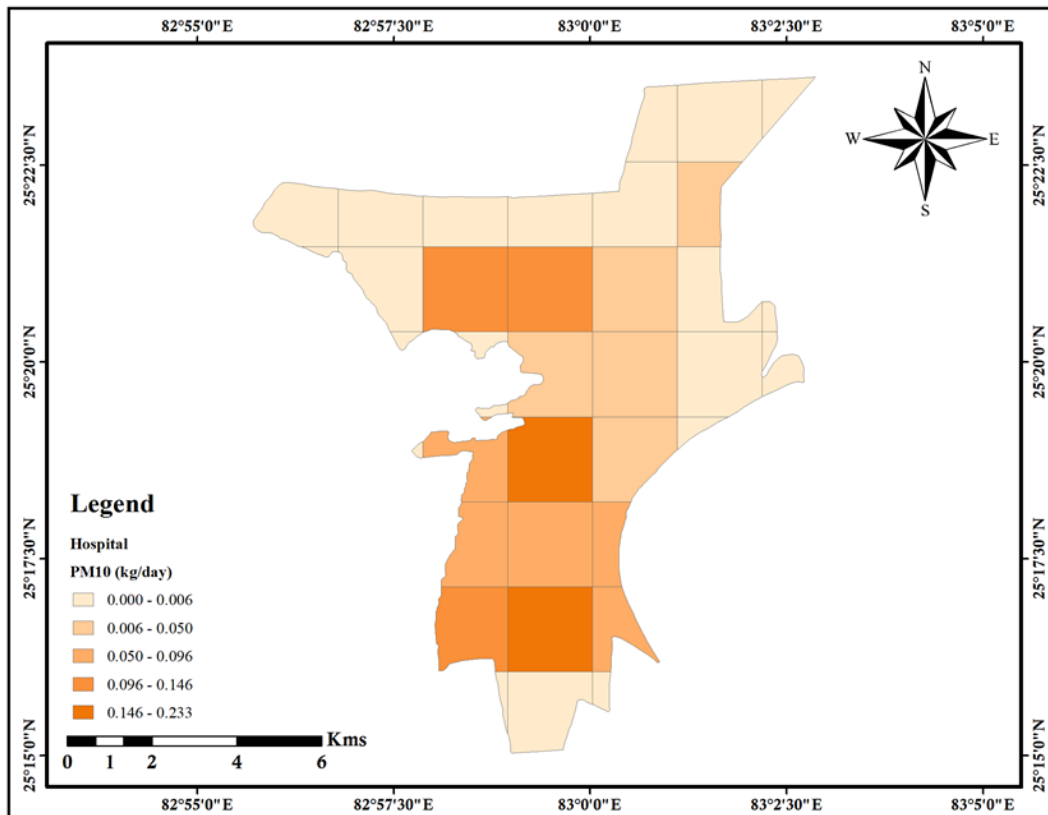 82°55'0"E 82°57'30"E 83°0'0"E 83°2'30"E 83°5'0"E
N
W E
S
25°22'30"N 25°22'30"N
25°20'0"N 25°20'0"N
25°17'30"N 25°17'30"N
25°15'0"N 25°15'0"N
Legend
Hospital
PM10 (kg/day)
0.000 - 0.006
0.006 - 0.050
0.050 - 0.096
0.096 - 0.146
0.146 - 0.233
Kms
0 1 2 4 6
82°55'0"E 82°57'30"E 83°0'0"E 83°2'30"E 83°5'0"E